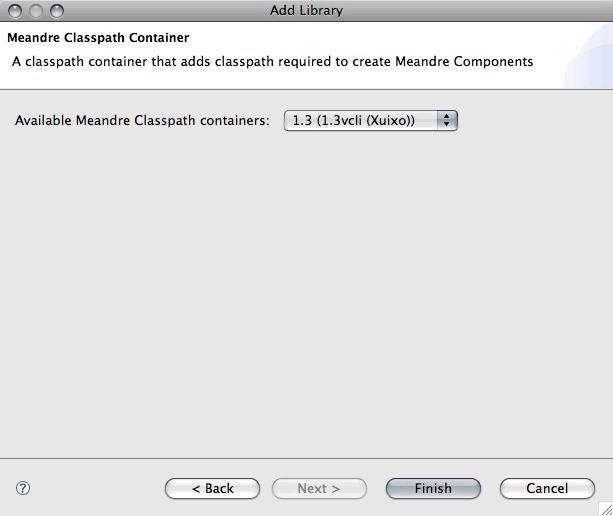 Add Library
Meandre Classpath Container
A classpath container that adds classpath required to create Meandre Components
Available Meandre Classpath containers: 1.3 (1.3vcli (Xuixo))
? < Back Next > Finish Cancel